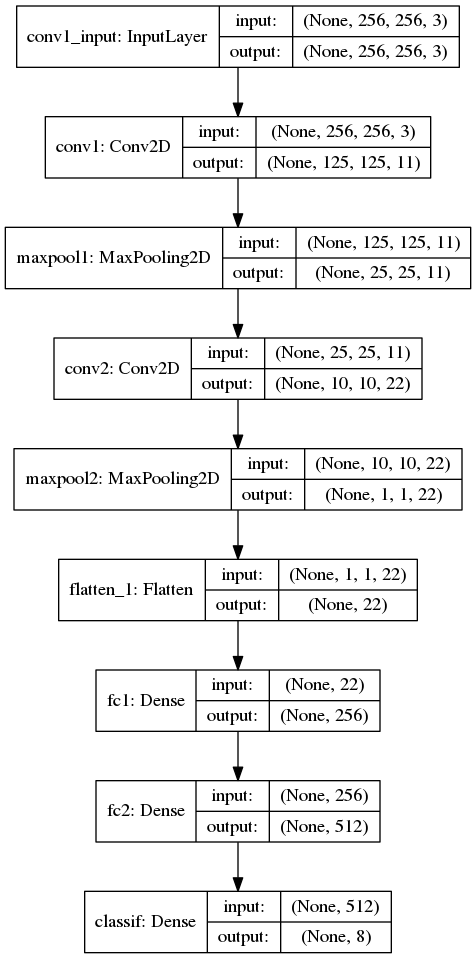 conv1_input: InputLayer
input: (None, 256, 256, 3)
output: (None, 256, 256, 3)
conv1: Conv2D
input: (None, 256, 256, 3)
output: (None, 125, 125, 11)
maxpool1: MaxPooling2D
input: (None, 125, 125, 11)
output: (None, 25, 25, 11)
conv2: Conv2D
input: (None, 25, 25, 11)
output: (None, 10, 10, 22)
maxpool2: MaxPooling2D
input: (None, 10, 10, 22)
output: (None, 1, 1, 22)
flatten_1: Flatten
input: (None, 1, 1, 22)
output: (None, 22)
fc1: Dense
input: (None, 22)
output: (None, 256)
fc2: Dense
input: (None, 256)
output: (None, 512)
classif: Dense
input: (None, 512)
output: (None, 8)